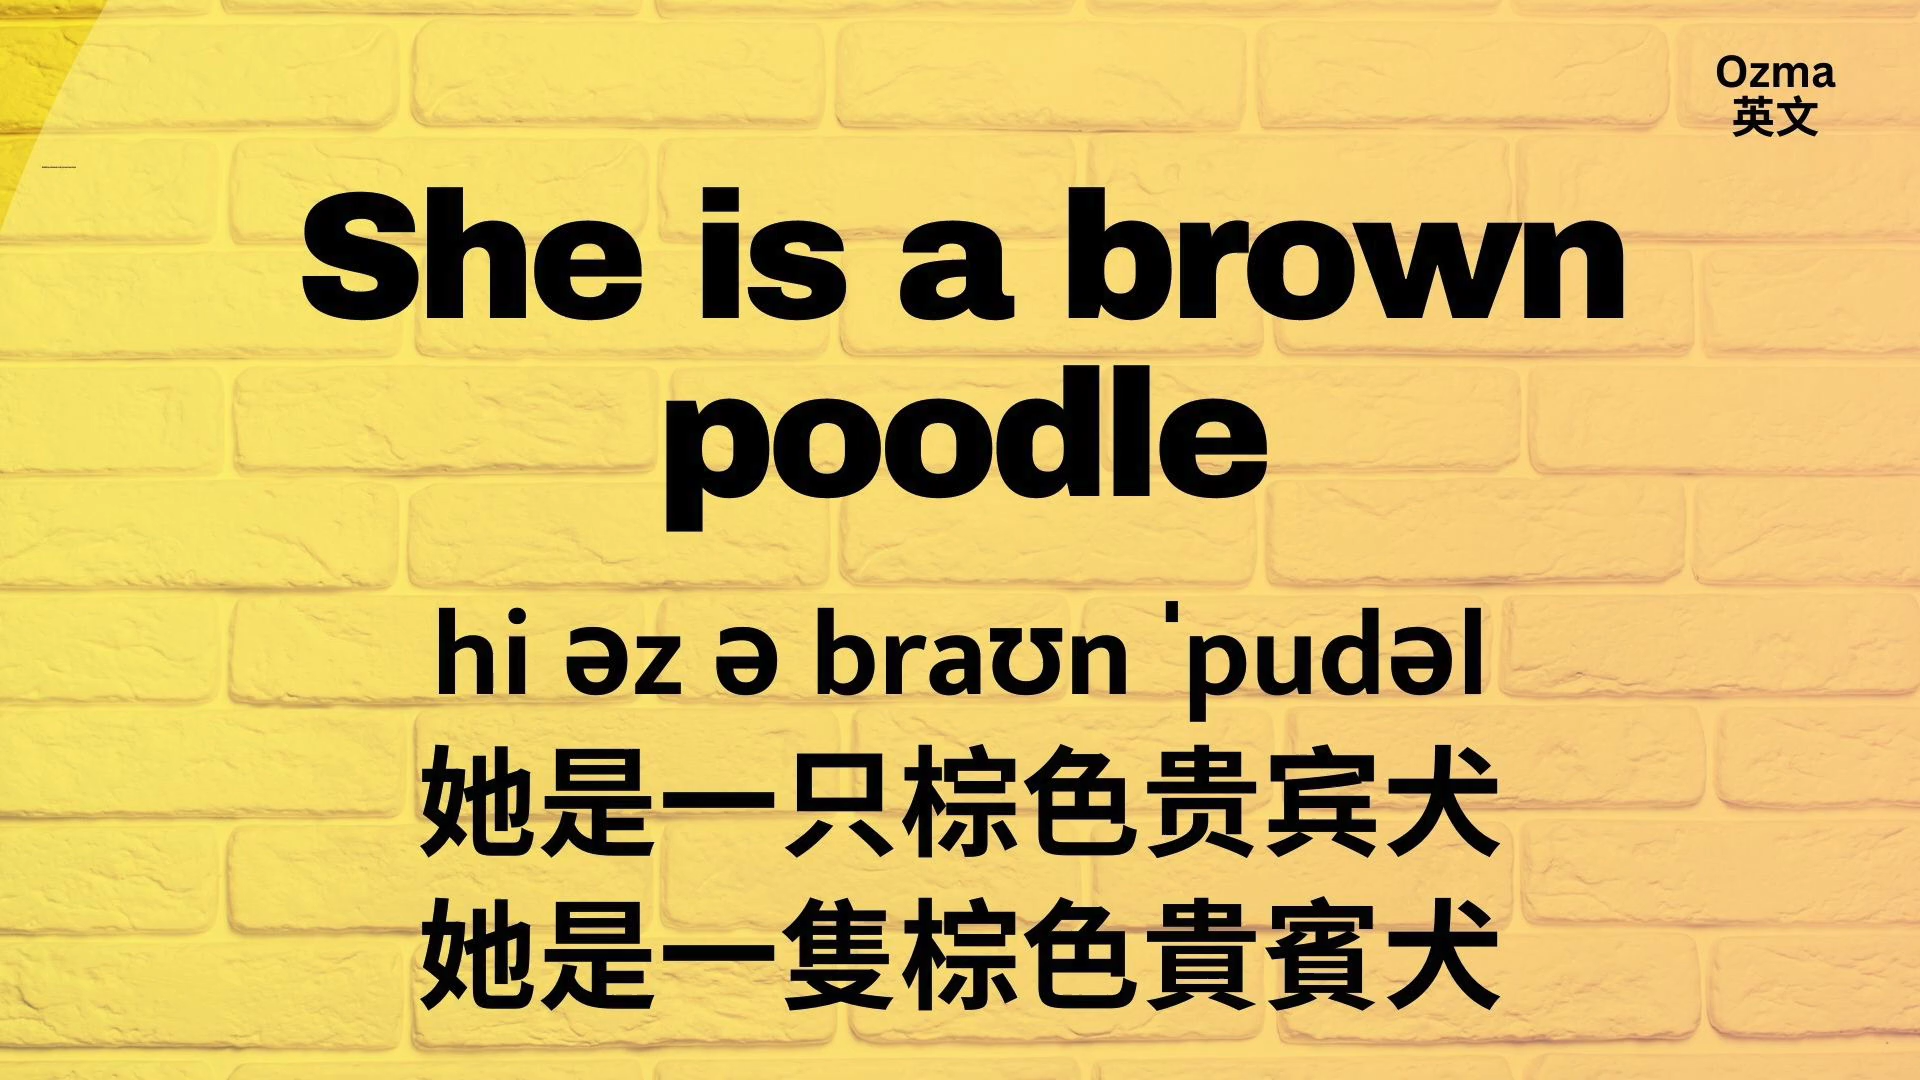 Ozma
英文
She is a brown
poodle
hi əz ə braʊn ˈpudəl
她是一只棕色贵宾犬
她是一隻棕色貴賓犬